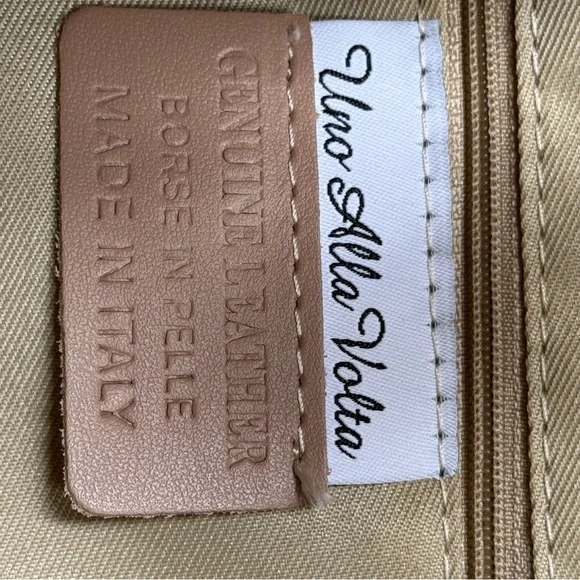 Uno Alla Volta
GENUINE LEATHER
BORSE IN PELLE
MADE IN ITALY